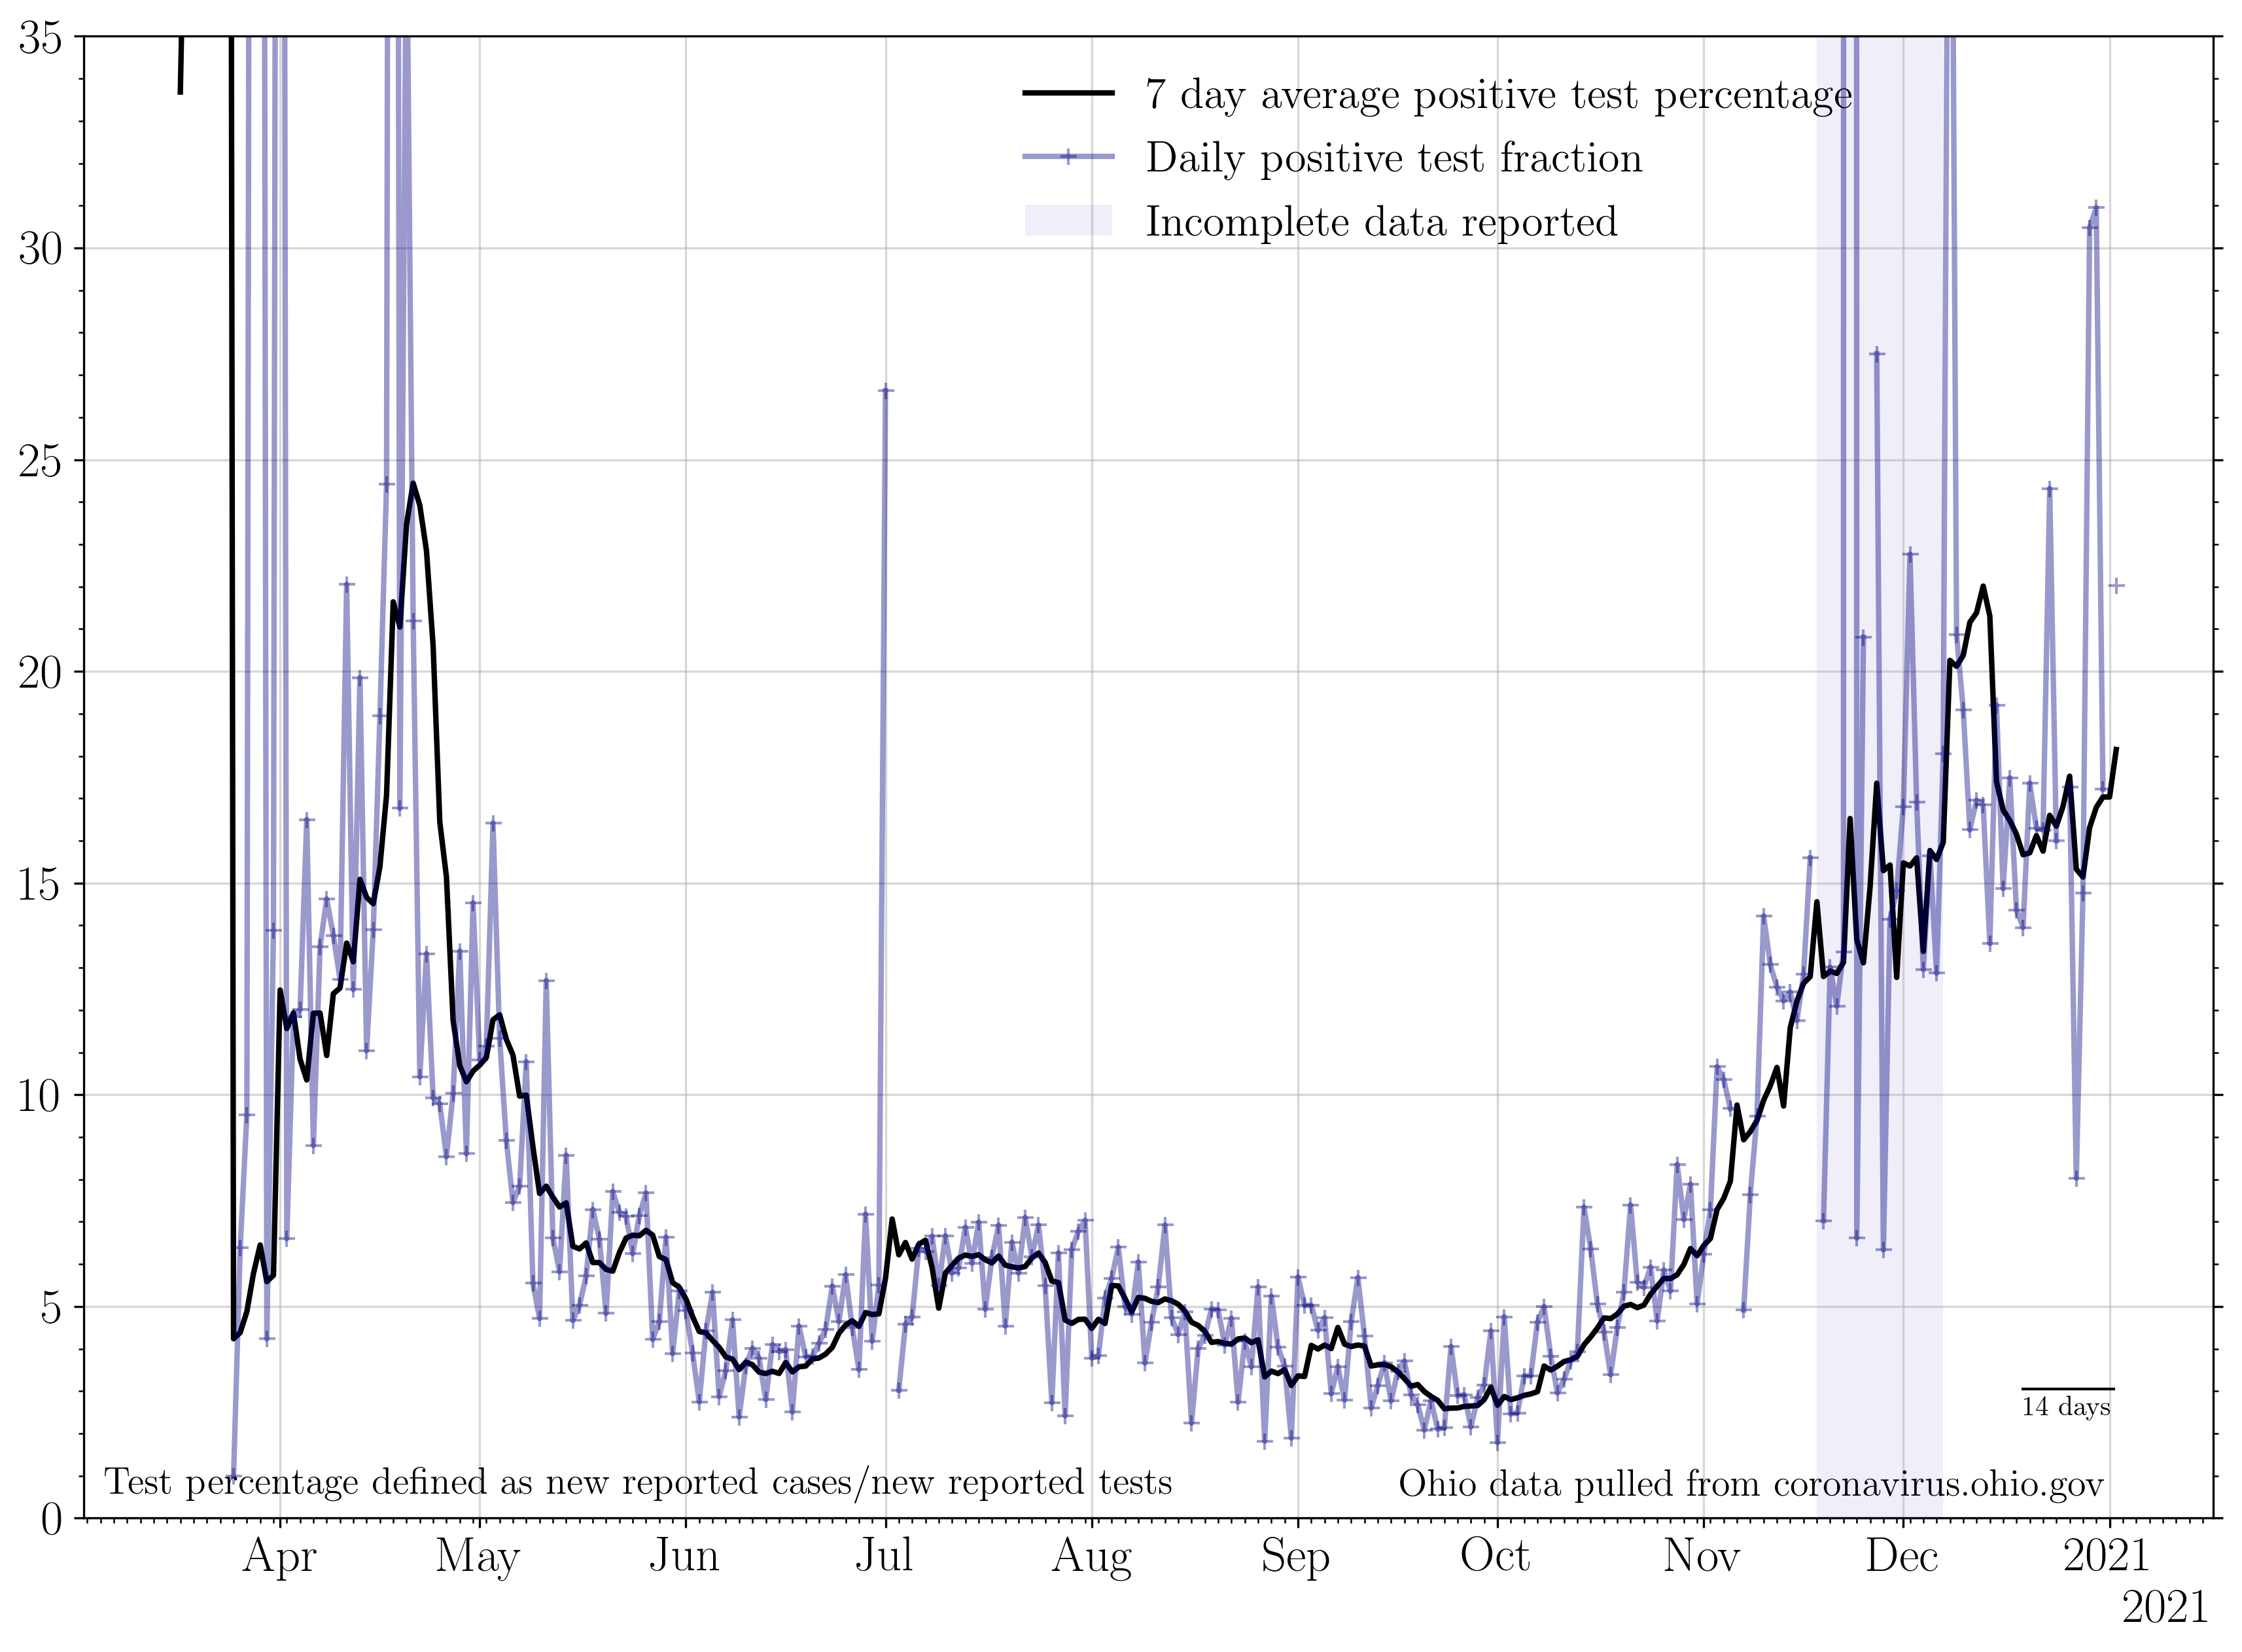 35
30
25
20
15
10
5
0
7 day average positive test percentage
Daily positive test fraction
Incomplete data reported
14 days
Test percentage defined as new reported cases/new reported tests
Ohio data pulled from coronavirus.ohio.gov
Apr May Jun Jul Aug Sep Oct Nov Dec 2021
2021